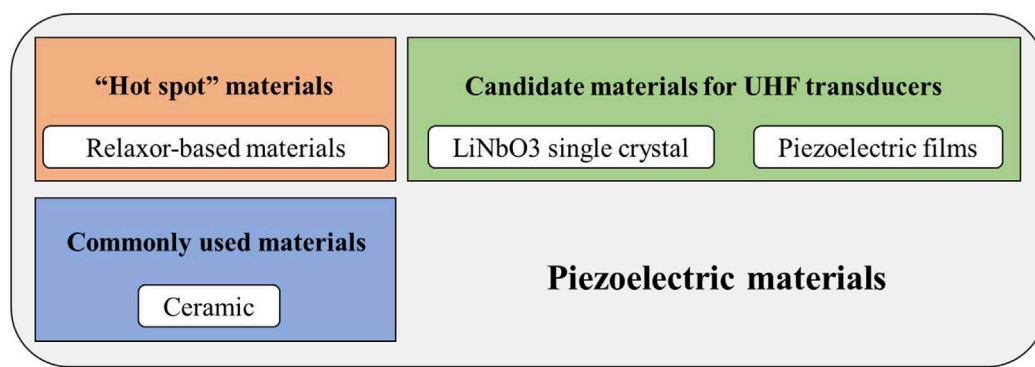 “Hot spot” materials
Relaxor-based materials
Candidate materials for UHF transducers
LiNbO3 single crystal
Piezoelectric films
Commonly used materials
Ceramic
Piezoelectric materials